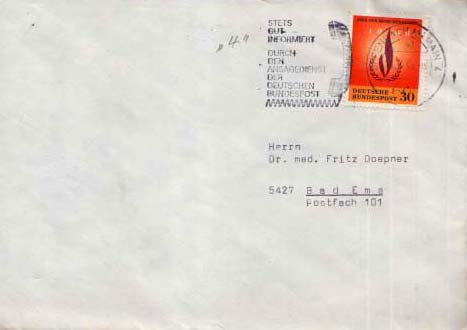 STETS
GUT
INFORMIERT
DURCH
DEN
ANSAGEDIENST
DER
DEUTSCHEN
BUNDESPOST
"4"
DEUTSCHE
BUNDESPOST 30
Herrn
Dr. med. Fritz Doepner
5427 Bad Ems
Postfach 101